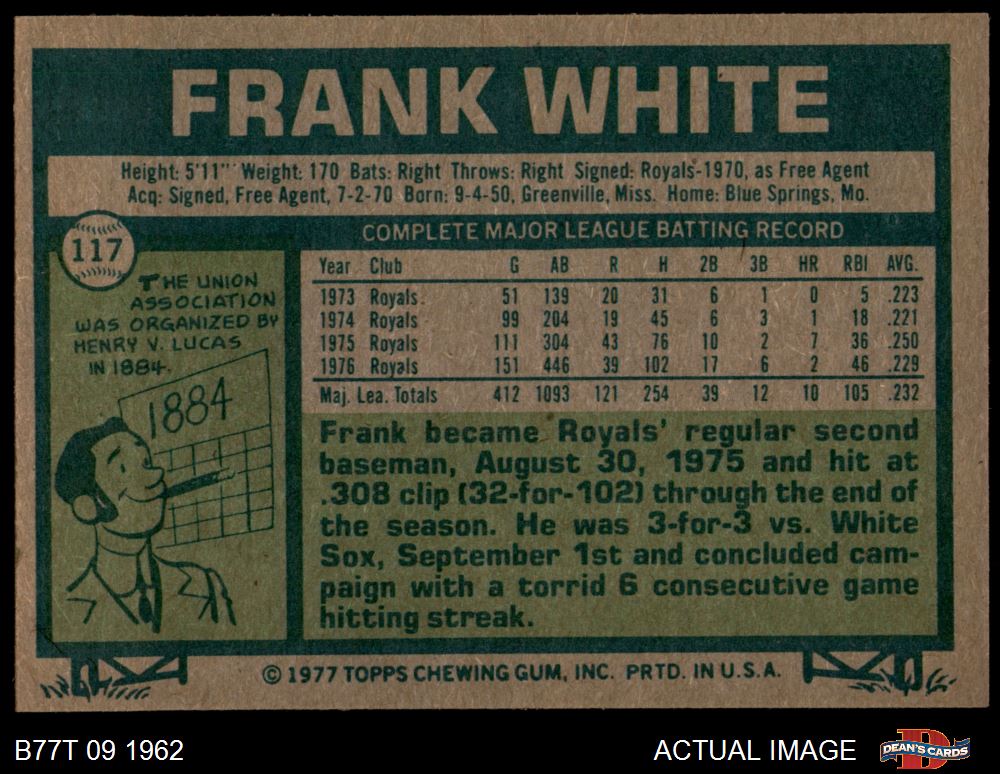 FRANK WHITE
Height: 5'11" Weight: 170 Bats: Right Throws: Right Signed: Royals-1970, as Free Agent
Acq: Signed, Free Agent, 7-2-70 Born: 9-4-50, Greenville, Miss. Home: Blue Springs, Mo.
117
THE UNION
ASSOCIATION
WAS ORGANIZED BY
HENRY V. LUCAS
IN 1884.
1884
COMPLETE MAJOR LEAGUE BATTING RECORD
Year Club G AB R H 2B 3B HR RBI AVG.
1973 Royals 51 139 20 31 6 1 0 5 .223
1974 Royals 99 204 19 45 6 3 1 18 .221
1975 Royals 111 304 43 76 10 2 7 36 .250
1976 Royals 151 446 39 102 17 6 2 46 .229
Maj. Lea. Totals 412 1093 121 254 39 12 10 105 .232
Frank became Royals' regular second
baseman, August 30, 1975 and hit at
.308 clip (32-for-102) through the end of
the season. He was 3-for-3 vs. White
Sox, September 1st and concluded cam-
paign with a torrid 6 consecutive game
hitting streak.
© 1977 TOPPS CHEWING GUM, INC. PRTD. IN U.S.A.
B77T 09 1962
ACTUAL IMAGE
DEAN'S CARDS